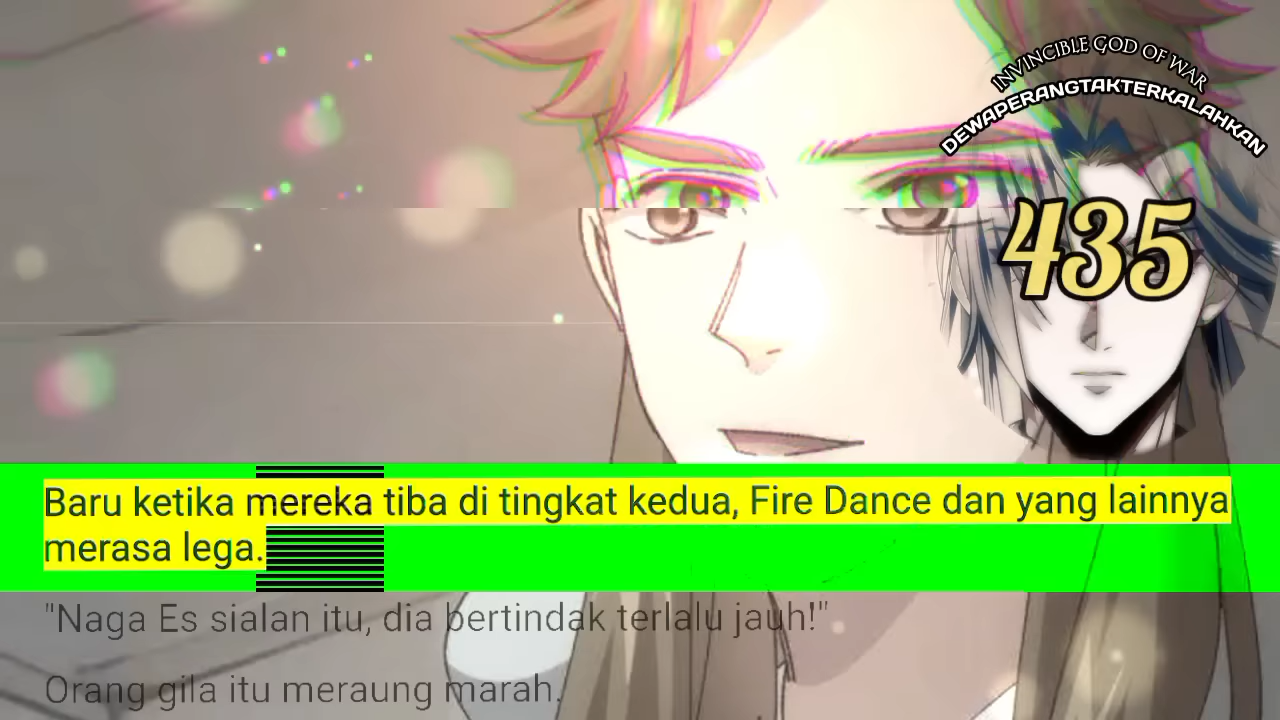 INVINCIBLE GOD OF WAR
DEWAPERANGTAKTERKALAHKAN
435
Baru ketika mereka tiba di tingkat kedua, Fire Dance dan yang lainnya
merasa lega.
"Naga Es sialan itu, dia bertindak terlalu jauh!"
Orang gila itu meraung marah.